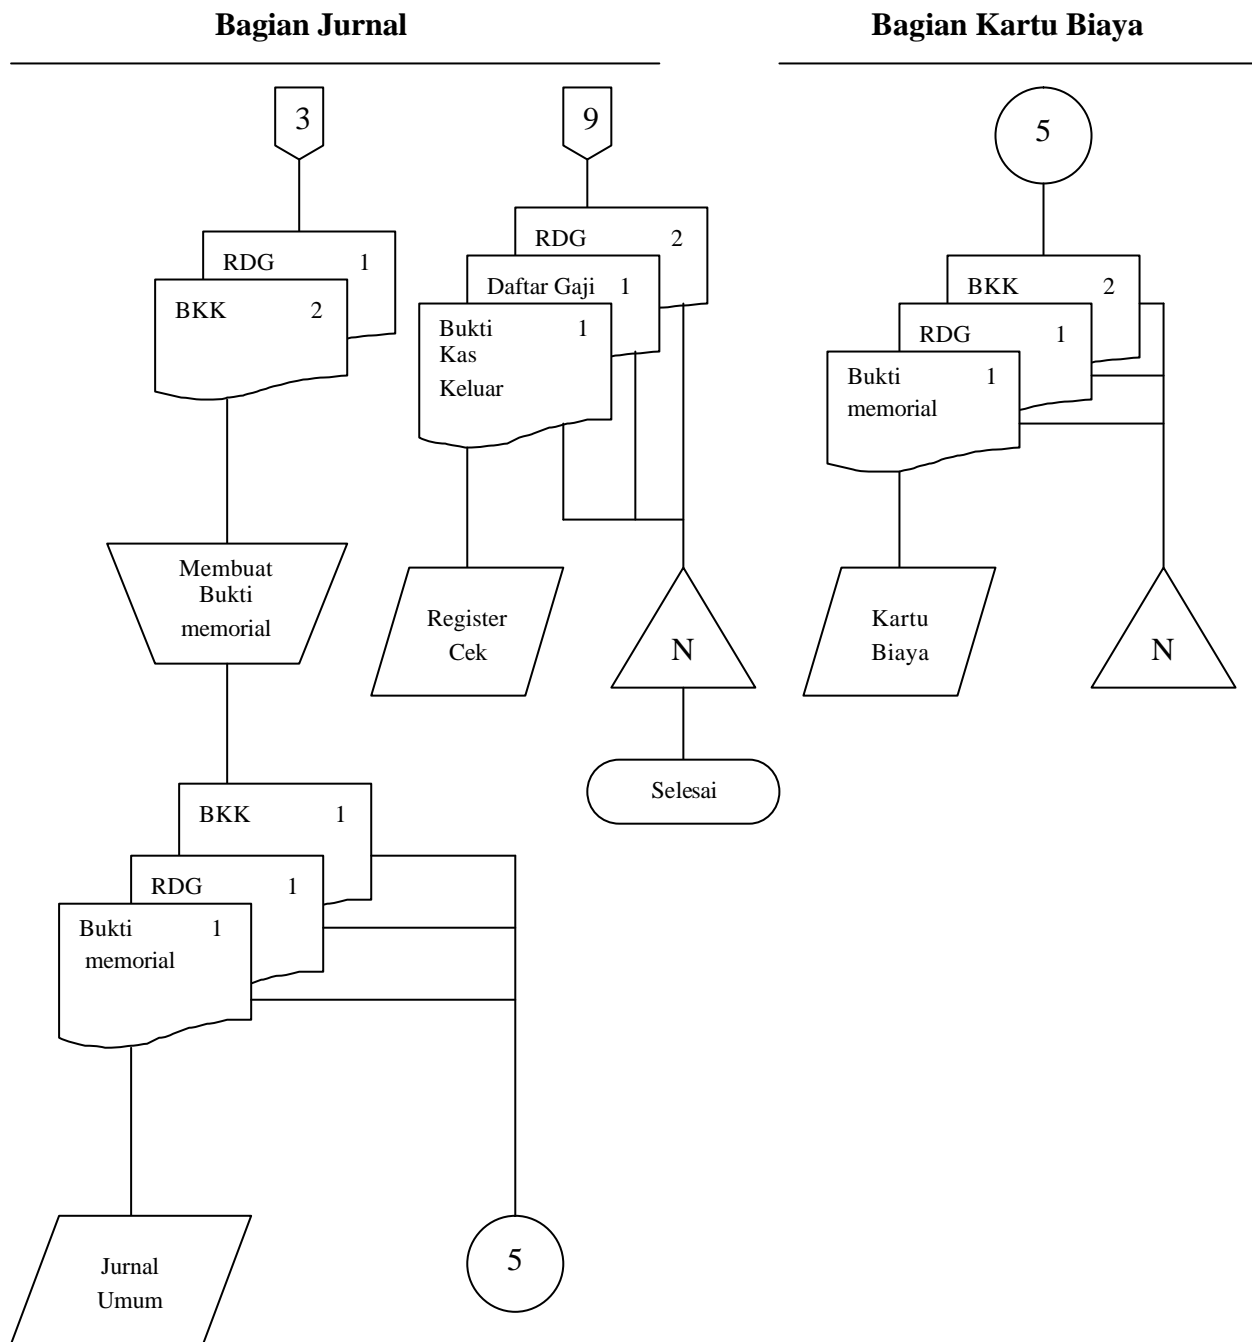 Bagian Jurnal
3
RDG 1
BKK 2
Membuat
Bukti
memorial
BKK 1
RDG 1
Bukti 1
memorial
Jurnal
Umum
5
9
RDG 2
Daftar Gaji 1
Bukti 1
Kas
Keluar
Register
Cek
N
Selesai
Bagian Kartu Biaya
5
BKK 2
RDG 1
Bukti 1
memorial
Kartu
Biaya
N